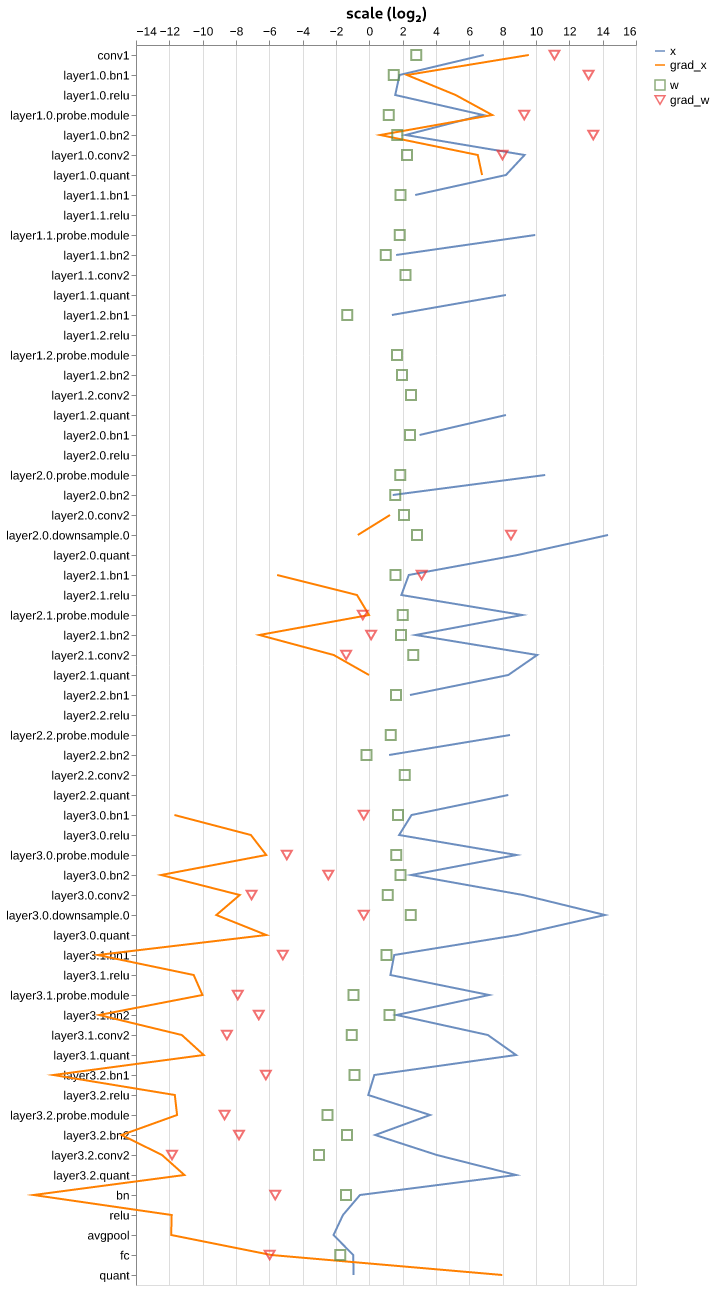 scale (log₂)
−14 −12 −10 −8 −6 −4 −2 0 2 4 6 8 10 12 14 16
x
grad_x
w
grad_w
conv1
layer1.0.bn1
layer1.0.relu
layer1.0.probe.module
layer1.0.bn2
layer1.0.conv2
layer1.0.quant
layer1.1.bn1
layer1.1.relu
layer1.1.probe.module
layer1.1.bn2
layer1.1.conv2
layer1.1.quant
layer1.2.bn1
layer1.2.relu
layer1.2.probe.module
layer1.2.bn2
layer1.2.conv2
layer1.2.quant
layer2.0.bn1
layer2.0.relu
layer2.0.probe.module
layer2.0.bn2
layer2.0.conv2
layer2.0.downsample.0
layer2.0.quant
layer2.1.bn1
layer2.1.relu
layer2.1.probe.module
layer2.1.bn2
layer2.1.conv2
layer2.1.quant
layer2.2.bn1
layer2.2.relu
layer2.2.probe.module
layer2.2.bn2
layer2.2.conv2
layer2.2.quant
layer3.0.bn1
layer3.0.relu
layer3.0.probe.module
layer3.0.bn2
layer3.0.conv2
layer3.0.downsample.0
layer3.0.quant
layer3.1.bn1
layer3.1.relu
layer3.1.probe.module
layer3.1.bn2
layer3.1.conv2
layer3.1.quant
layer3.2.bn1
layer3.2.relu
layer3.2.probe.module
layer3.2.bn2
layer3.2.conv2
layer3.2.quant
bn
relu
avgpool
fc
quant